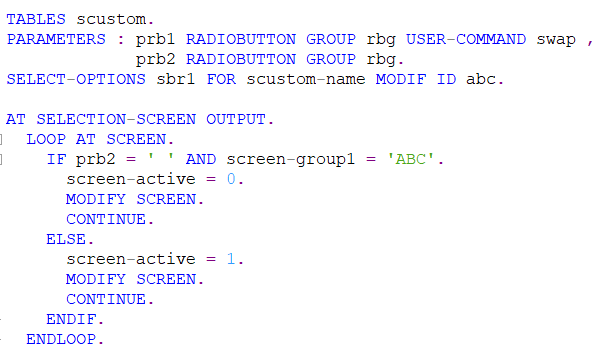 TABLES scustom.
PARAMETERS : prb1 RADIOBUTTON GROUP rbg USER-COMMAND swap ,
             prb2 RADIOBUTTON GROUP rbg.
SELECT-OPTIONS sbr1 FOR scustom-name MODIF ID abc.

AT SELECTION-SCREEN OUTPUT.
  LOOP AT SCREEN.
    IF prb2 = ' ' AND screen-group1 = 'ABC'.
      screen-active = 0.
      MODIFY SCREEN.
      CONTINUE.
    ELSE.
      screen-active = 1.
      MODIFY SCREEN.
      CONTINUE.
    ENDIF.
  ENDLOOP.